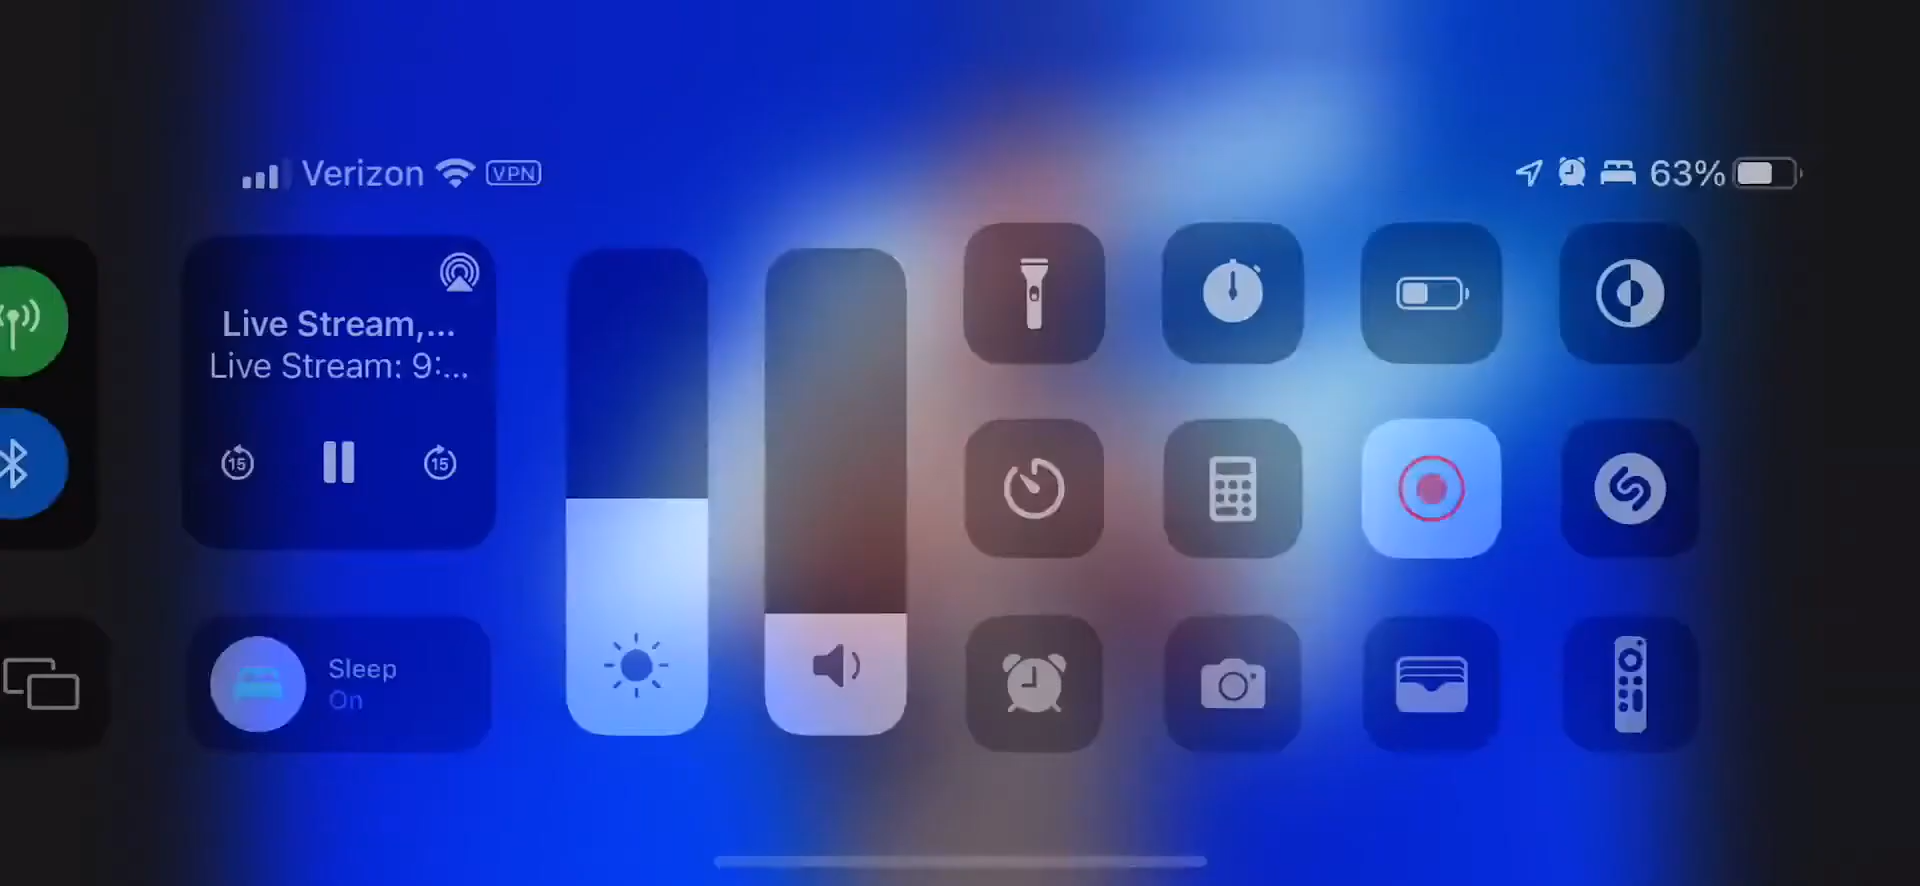 Verizon VPN
63%
Live Stream,...
Live Stream: 9:...
15
15
Sleep
On